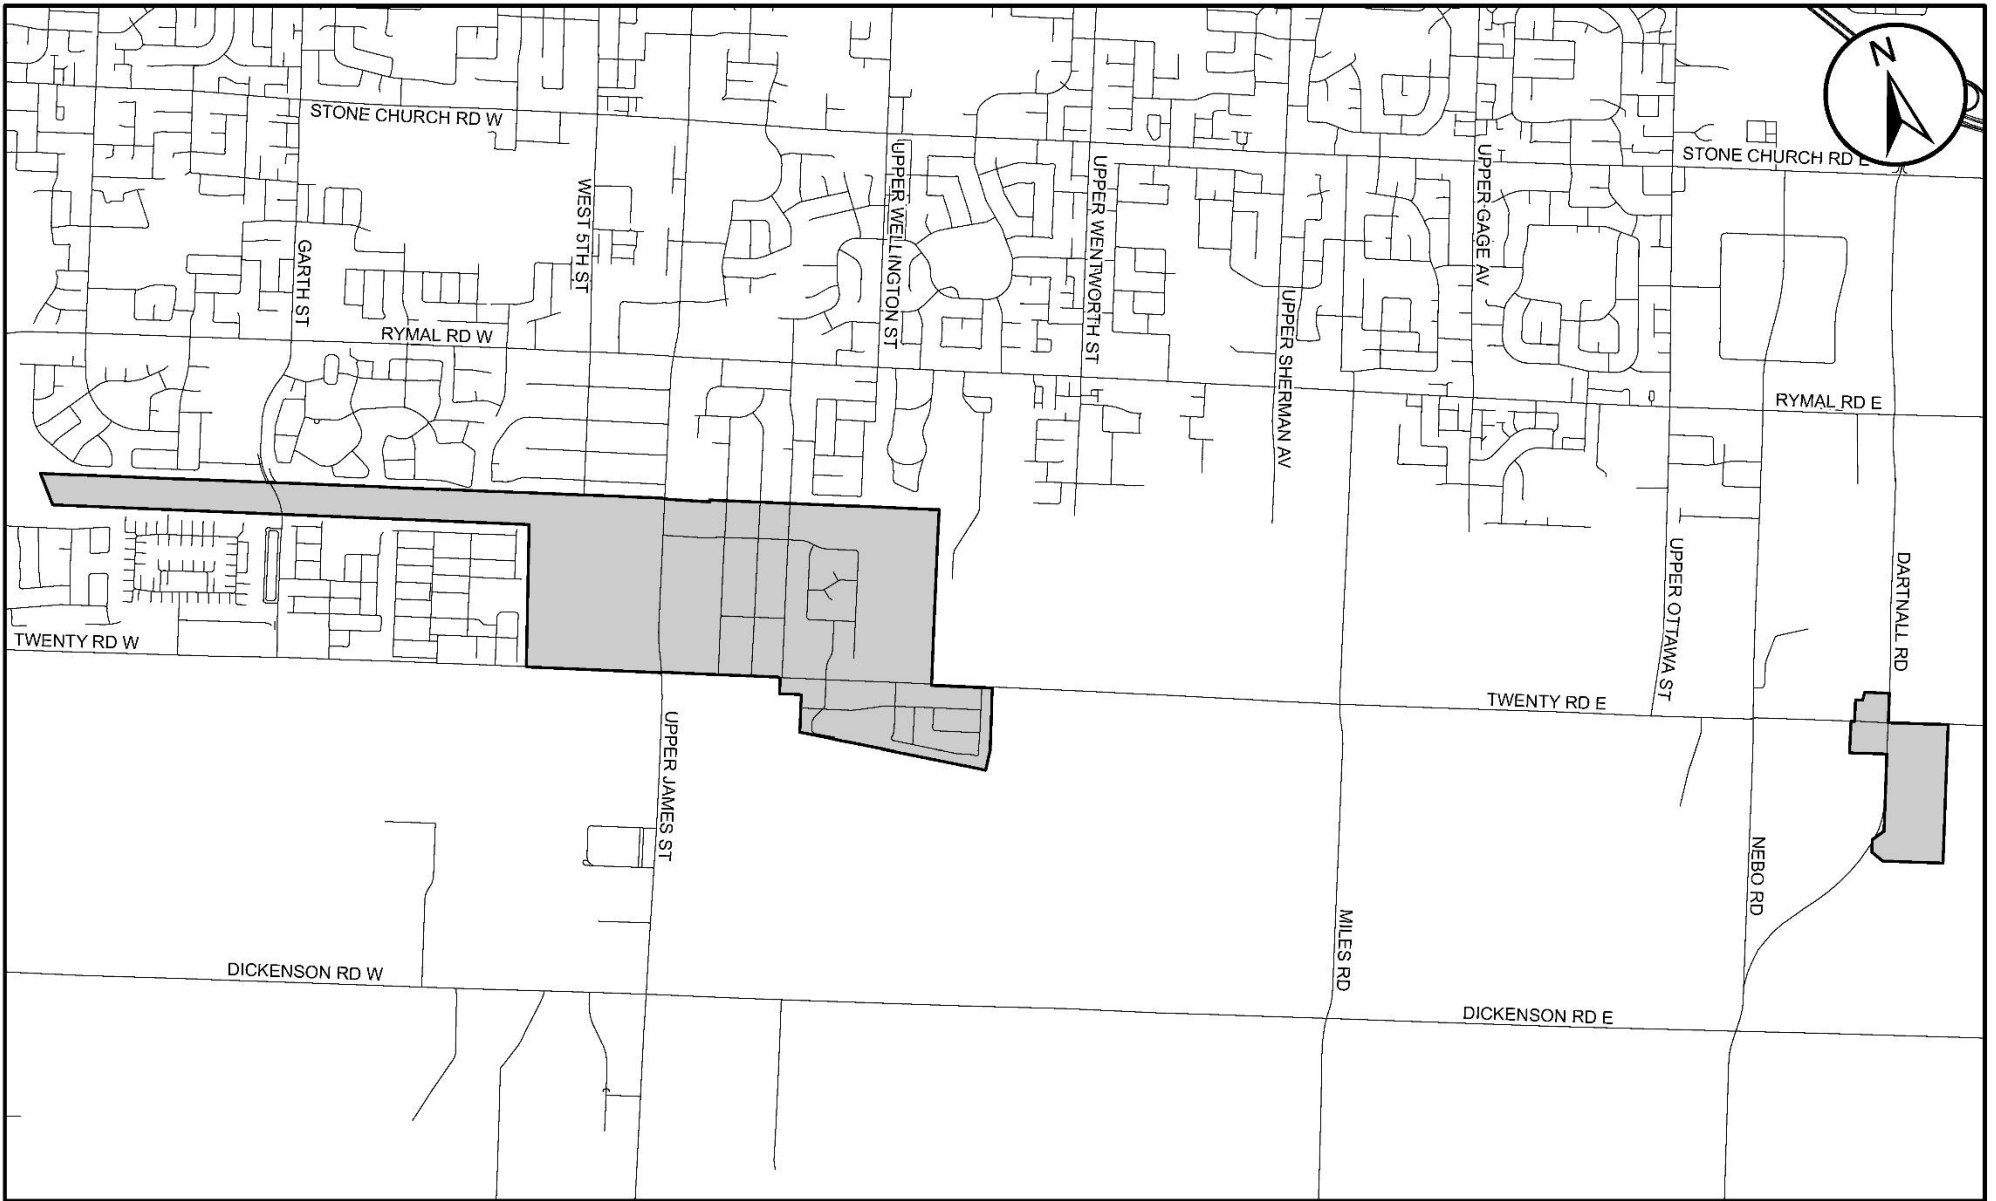 N
STONE CHURCH RD W
STONE CHURCH RD E
UPPER WELLINGTON ST
UPPER WENTWORTH ST
UPPER GAGE AV
WEST 5TH ST
GARTH ST
UPPER SHERMAN AV
RYMAL RD W
RYMAL RD E
UPPER OTTAWA ST
DARTNALL RD
TWENTY RD W
TWENTY RD E
UPPER JAMES ST
NEBO RD
MILES RD
DICKENSON RD W
DICKENSON RD E